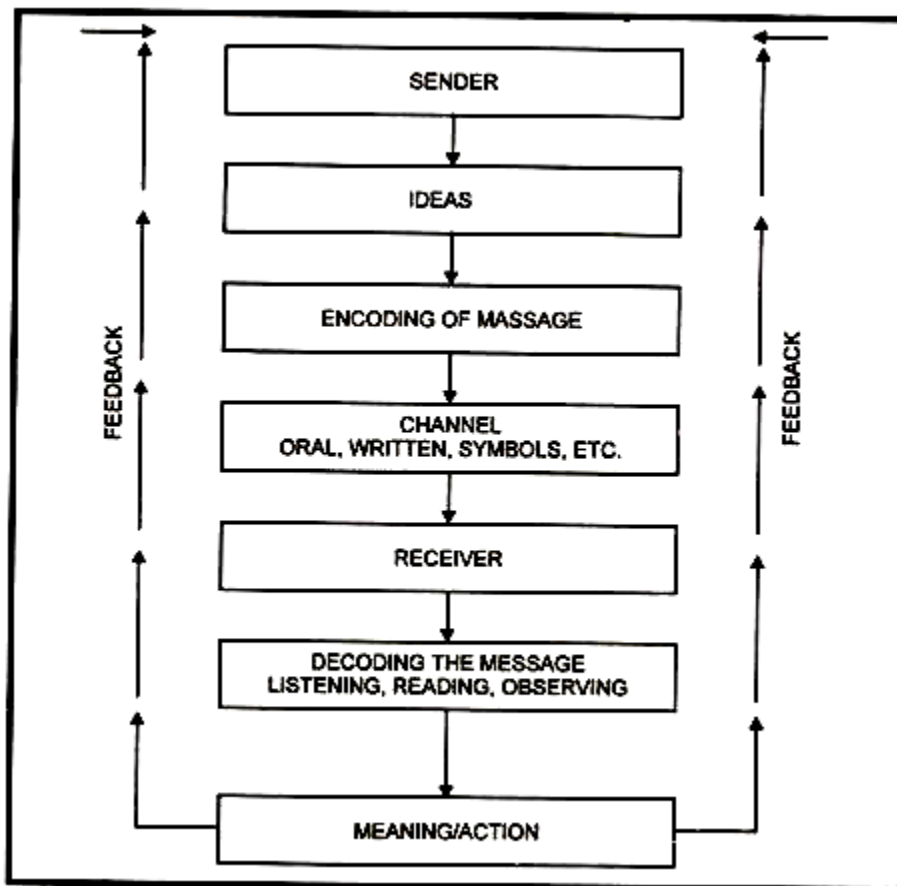 SENDER
IDEAS
ENCODING OF MASSAGE
CHANNEL
ORAL, WRITTEN, SYMBOLS, ETC.
RECEIVER
DECODING THE MESSAGE
LISTENING, READING, OBSERVING
MEANING/ACTION
FEEDBACK
FEEDBACK